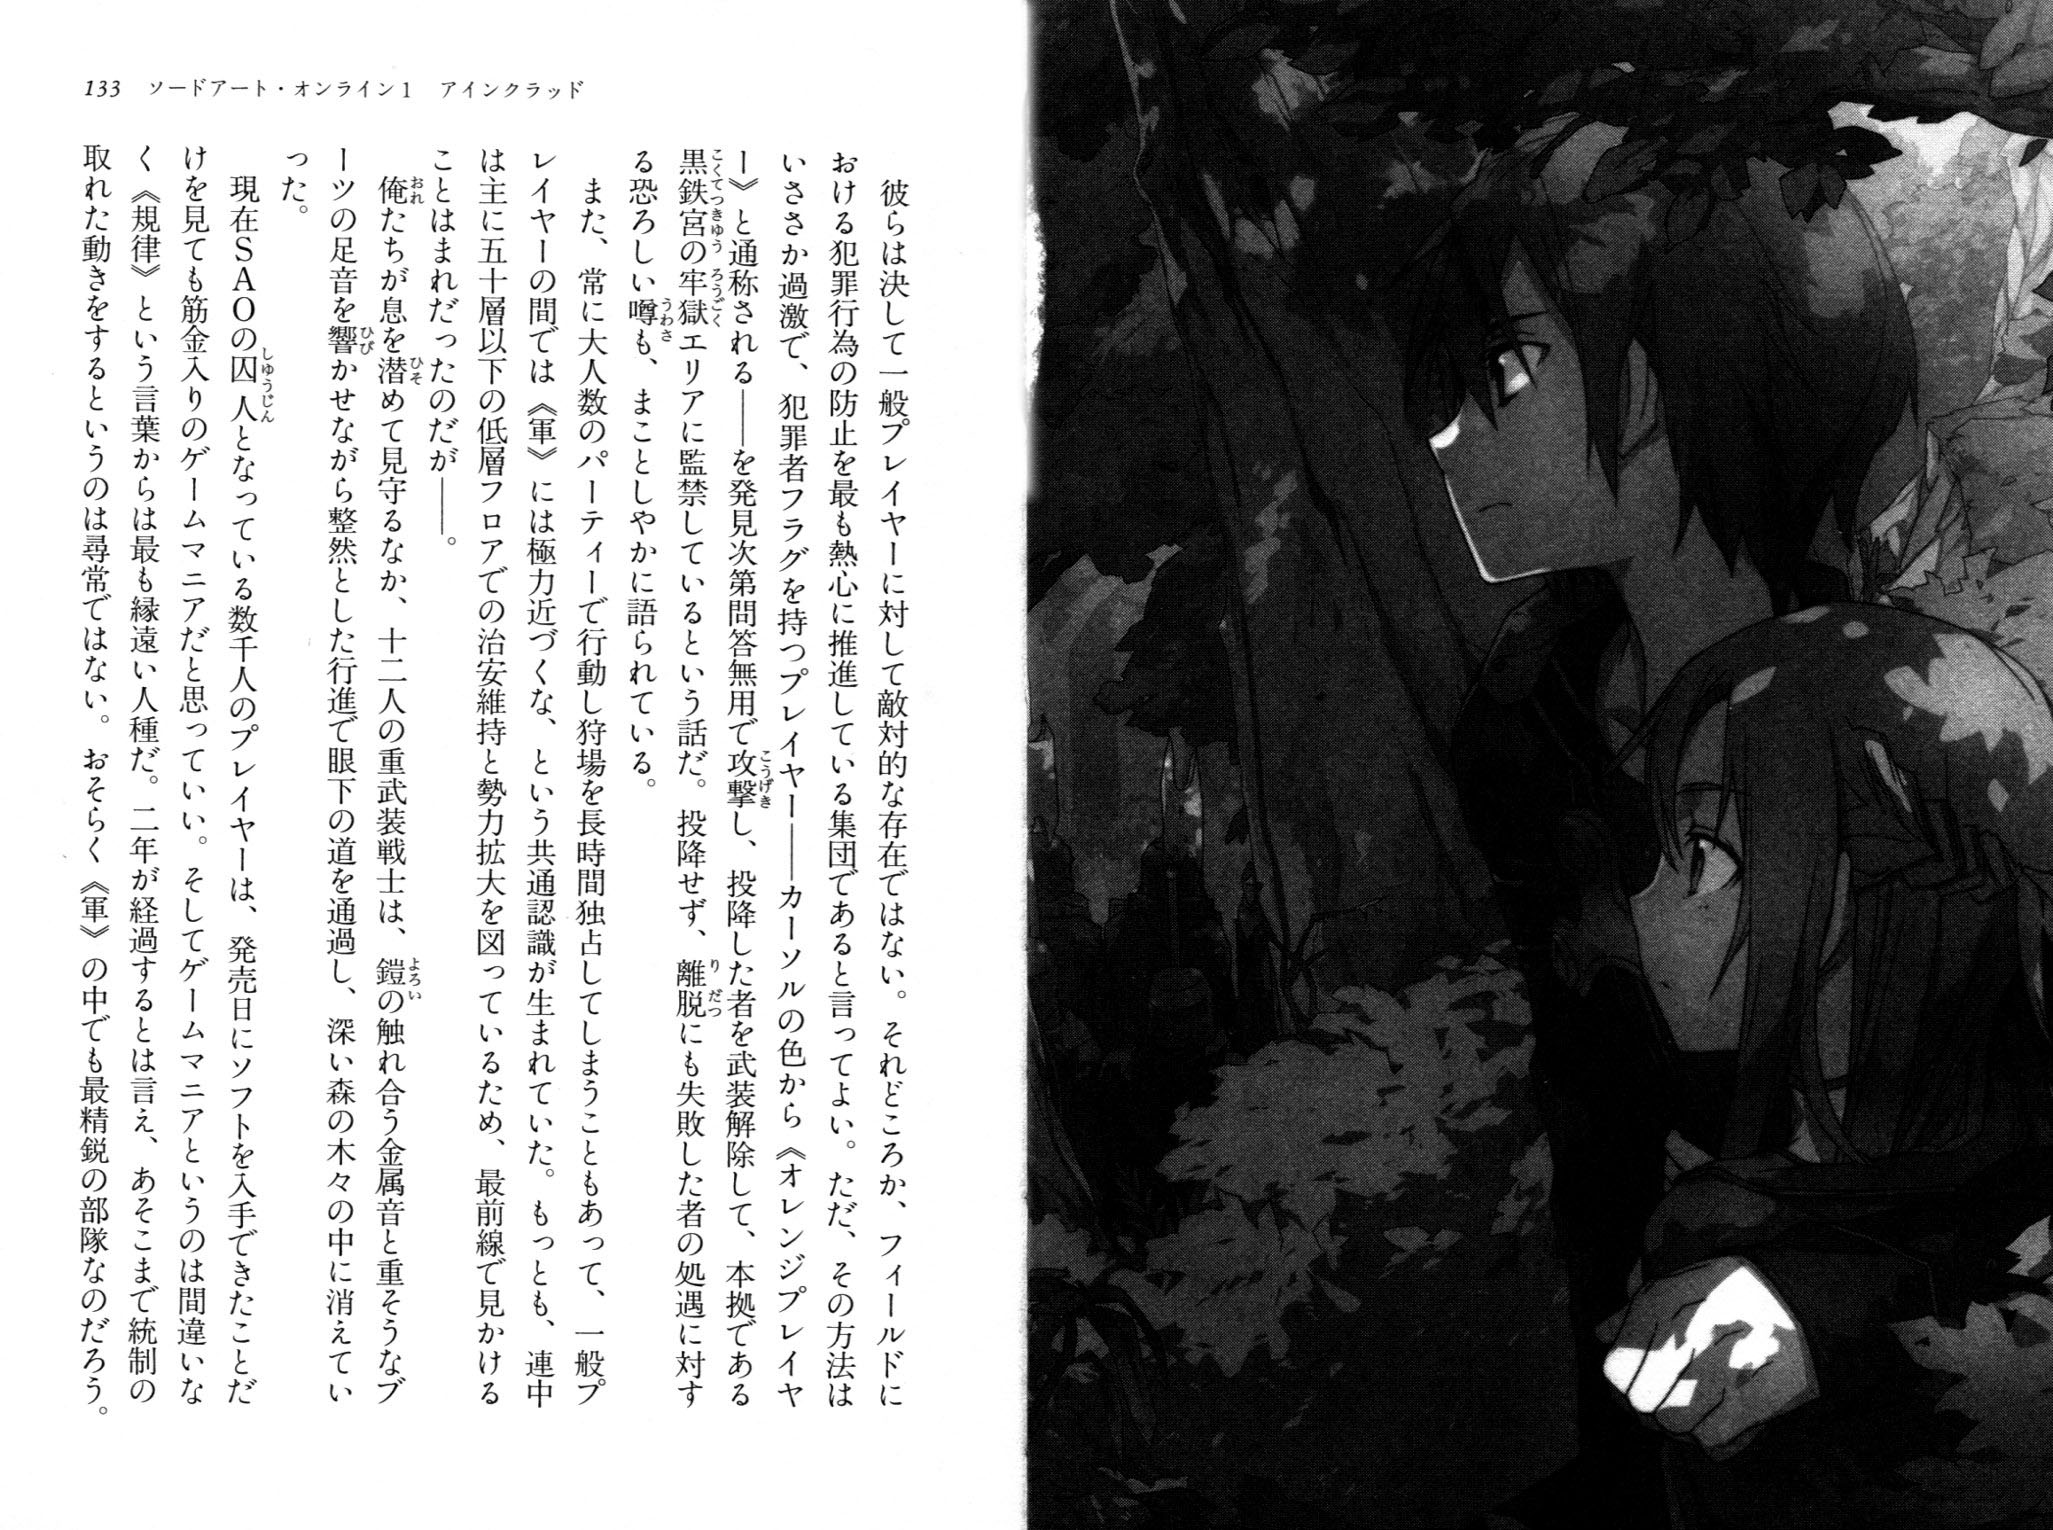 133　ソードアート・オンライン1　アインクラッド
　彼らは決して一般プレイヤーに対して敵対的な存在ではない。それどころか、フィールドに
おける犯罪行為の防止を最も熱心に推進している集団であると言ってよい。ただ、その方法は
いささか過激で、犯罪者フラグを持つプレイヤー――カーソルの色から《オレンジプレイヤ
ー》と通称される――を発見次第問答無用で攻撃し、投降した者を武装解除して、本拠である
黒鉄宮の牢獄エリアに監禁しているという話だ。投降せず、離脱にも失敗した者の処遇に対す
る恐ろしい噂も、まことしやかに語られている。
　また、常に大人数のパーティーで行動し狩場を長時間独占してしまうこともあって、一般プ
レイヤーの間では《軍》には極力近づくな、という共通認識が生まれていた。もっとも、連中
は主に五十層以下の低層フロアでの治安維持と勢力拡大を図っているため、最前線で見かける
ことはまれだったのだが――。
　俺たちが息を潜めて見守るなか、十二人の重武装戦士は、鎧の触れ合う金属音と重そうなブ
ーツの足音を響かせながら整然とした行進で眼下の道を通過し、深い森の木々の中に消えてい
った。
　現在SAOの囚人となっている数千人のプレイヤーは、発売日にソフトを入手できたことだ
けを見ても筋金入りのゲームマニアだと思っていい。そしてゲームマニアというのは間違いな
く《規律》という言葉からは最も縁遠い人種だ。二年が経過するとは言え、あそこまで統制の
取れた動きをするというのは尋常ではない。おそらく《軍》の中でも最精鋭の部隊なのだろう。